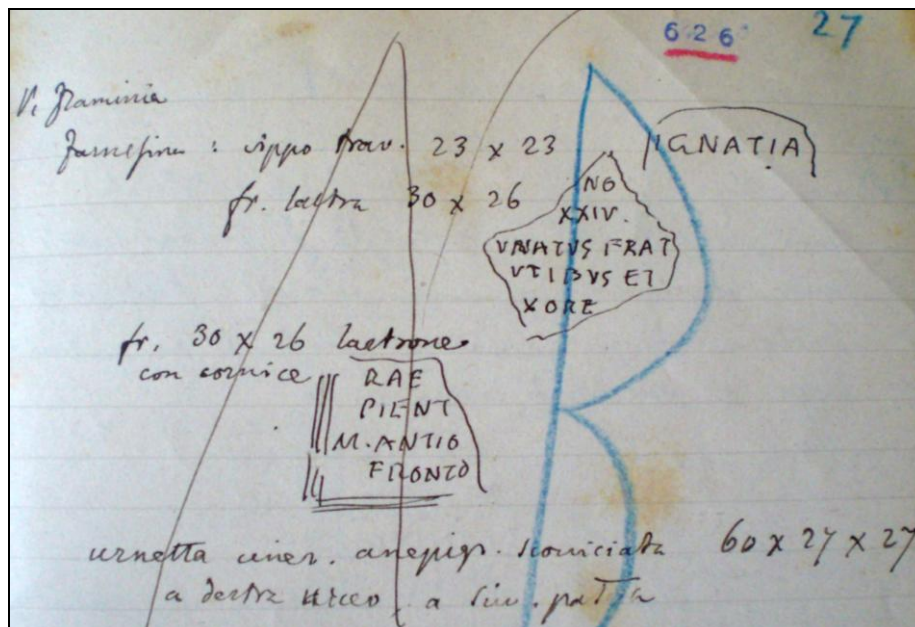 626 27
V. Flaminia
Farnesina : cippo trav. 23 x 23 IGNATIA
fr. lastra 30 x 26
NO
XXIV.
VNATVS FRAT
VTIBVS ET
XORE
fr. 30 x 26 lastrone
con cornice
RAE
PIENT
M. ANTIO
FRONTO
urnetta ciner. anepigr. scorniciata 60 x 27 x 27
a destra urceo, a sin. patera